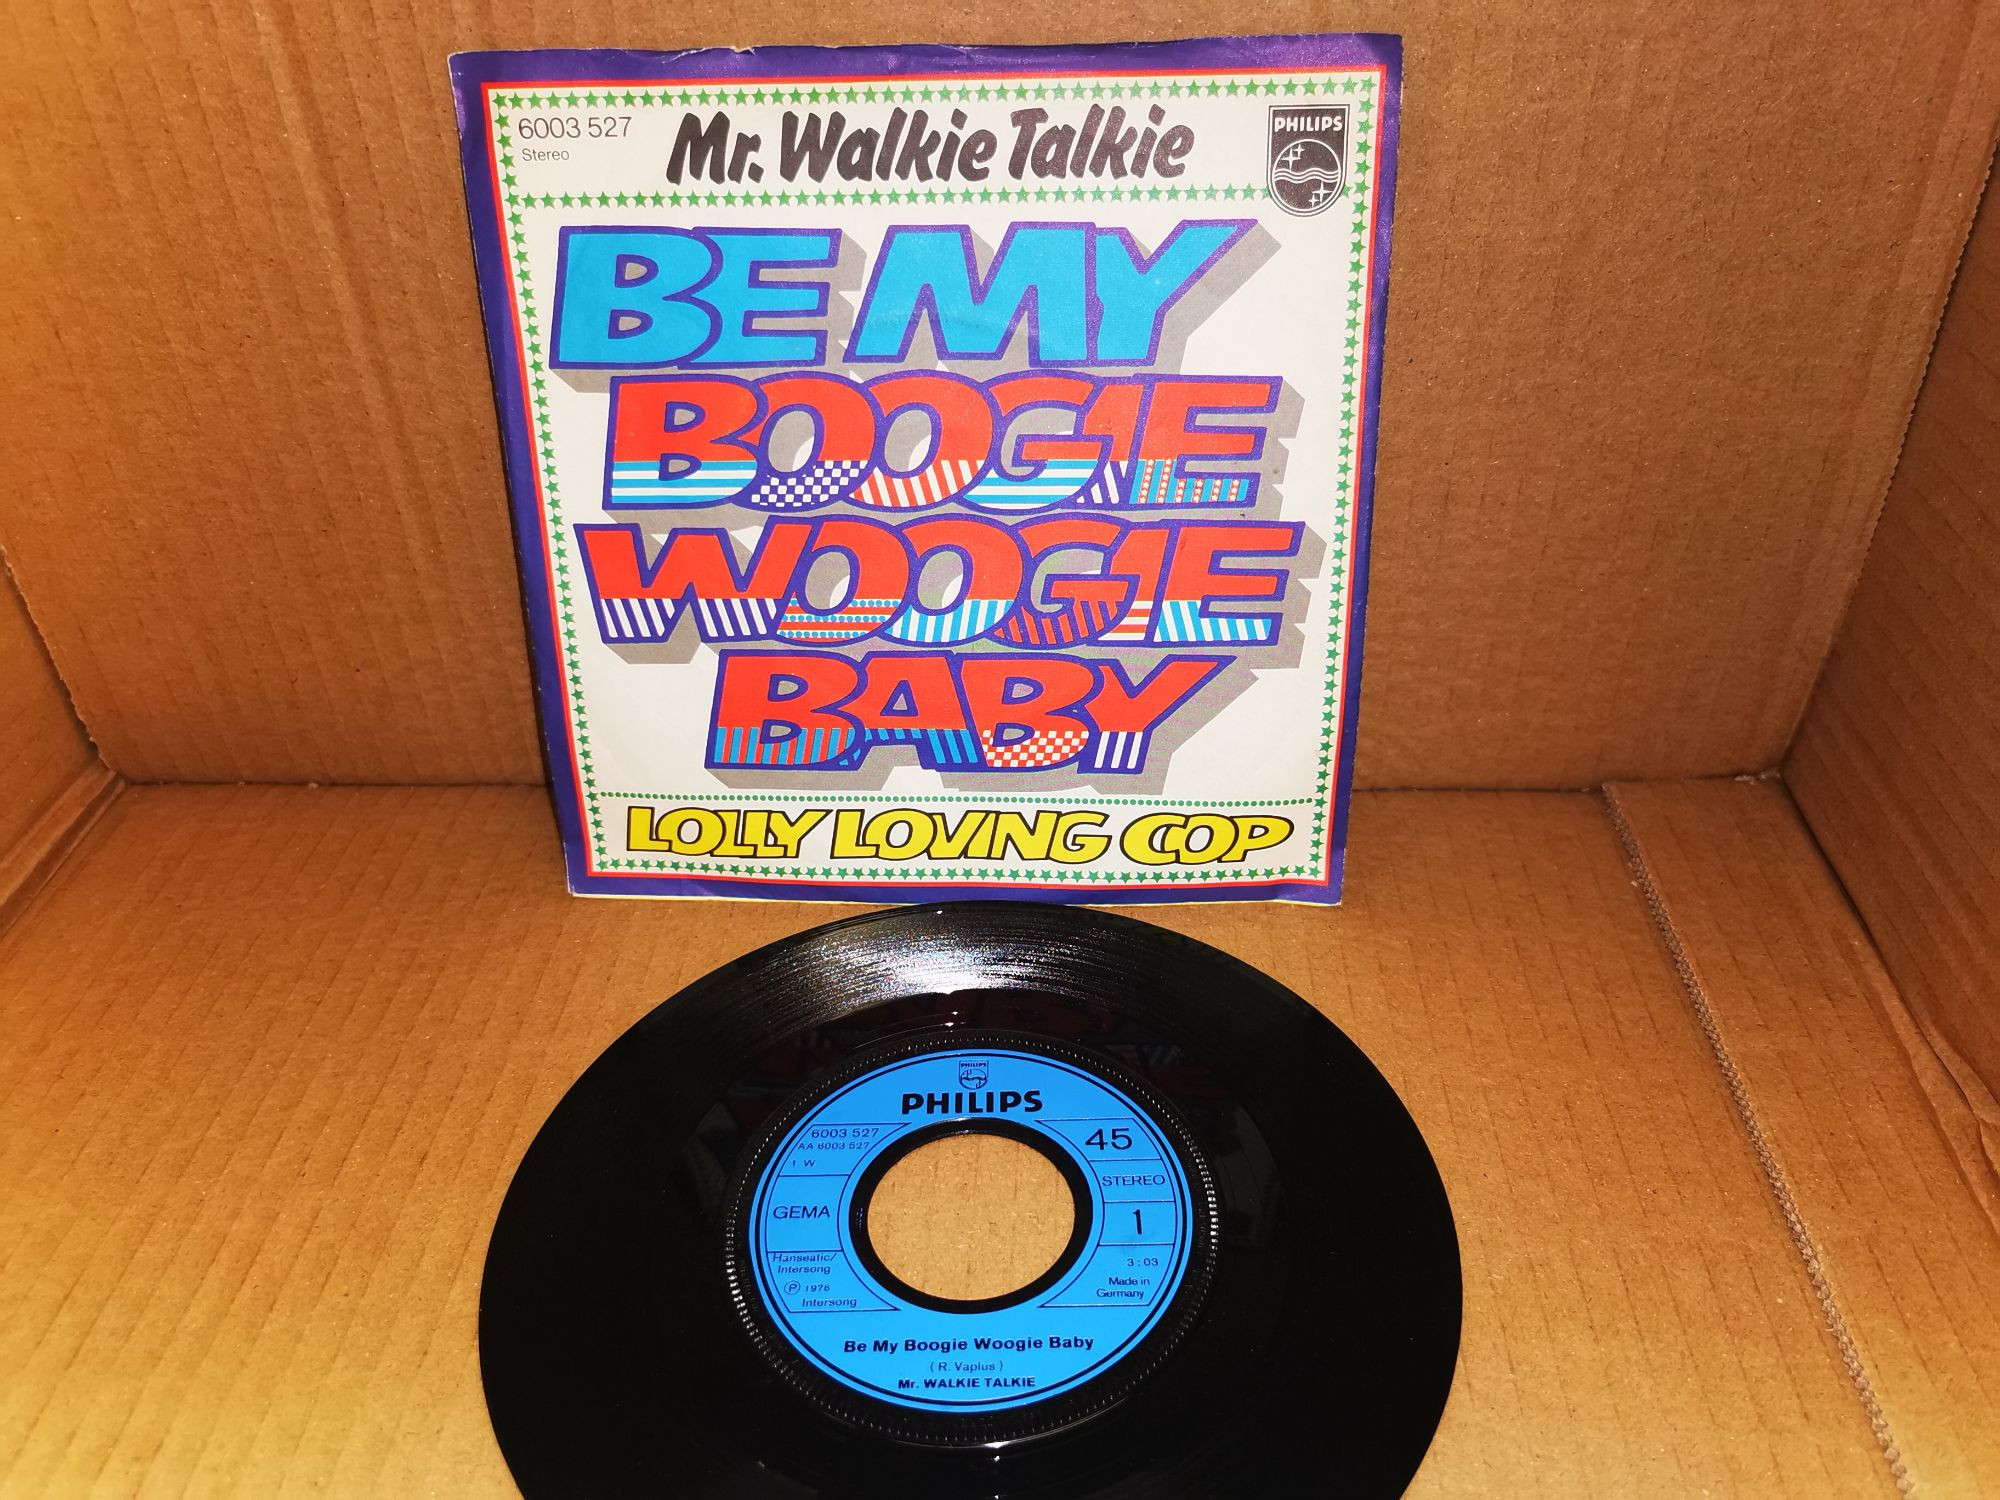 6003 527
Stereo
Mr. Walkie Talkie
PHILIPS
BE MY
BOOGIE
WOOGIE
BABY
LOLLY LOVING COP
PHILIPS
PHILIPS
6003 527
AA 6003 527
1 W
GEMA
Hanseatic/
Intersong
℗ 1976
Intersong
45
STEREO
1
3:03
Made in
Germany
Be My Boogie Woogie Baby
( R. Vaplus )
Mr. WALKIE TALKIE